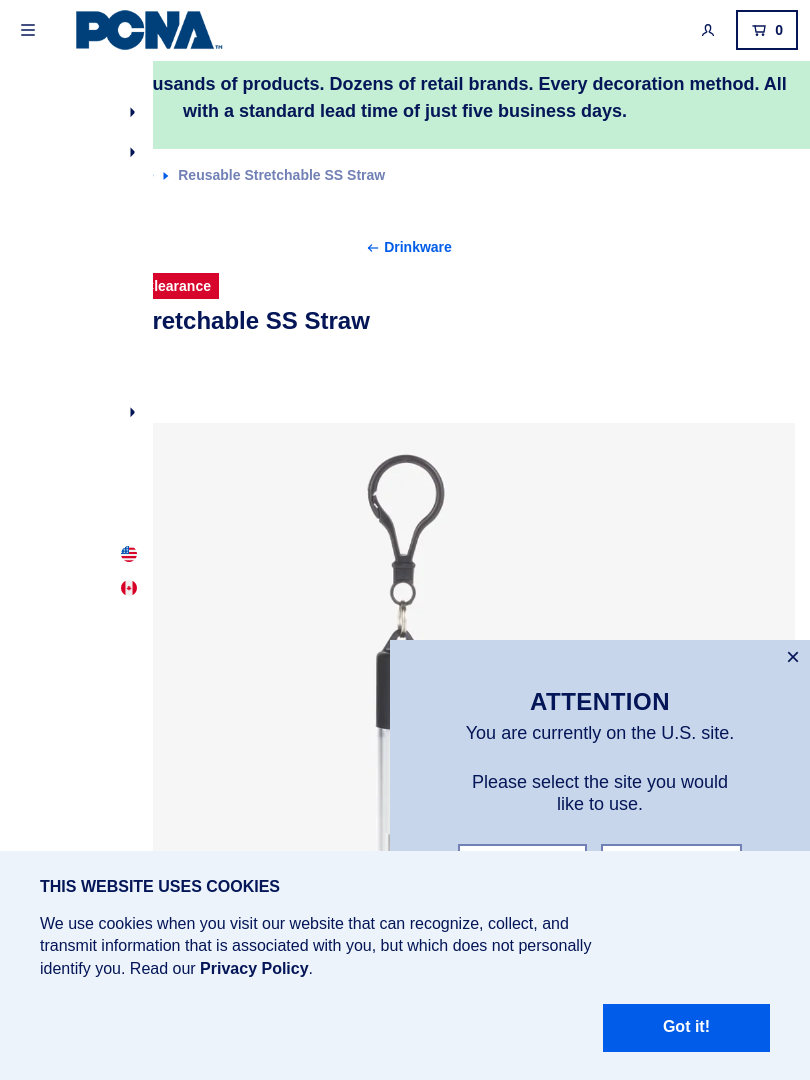 PCNA
TM
0
usands of products. Dozens of retail brands. Every decoration method. All
with a standard lead time of just five business days.
Reusable Stretchable SS Straw
Drinkware
learance
retchable SS Straw
ATTENTION
You are currently on the U.S. site.
Please select the site you would
like to use.
THIS WEBSITE USES COOKIES
We use cookies when you visit our website that can recognize, collect, and
transmit information that is associated with you, but which does not personally
identify you. Read our Privacy Policy.
Got it!